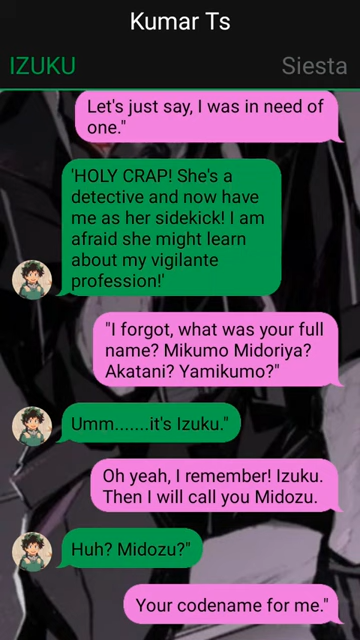 Kumar Ts
IZUKU
Siesta
Let's just say, I was in need of
one."
'HOLY CRAP! She's a
detective and now have
me as her sidekick! I am
afraid she might learn
about my vigilante
profession!'
"I forgot, what was your full
name? Mikumo Midoriya?
Akatani? Yamikumo?"
Umm.......it's Izuku."
Oh yeah, I remember! Izuku.
Then I will call you Midozu.
Huh? Midozu?"
Your codename for me."